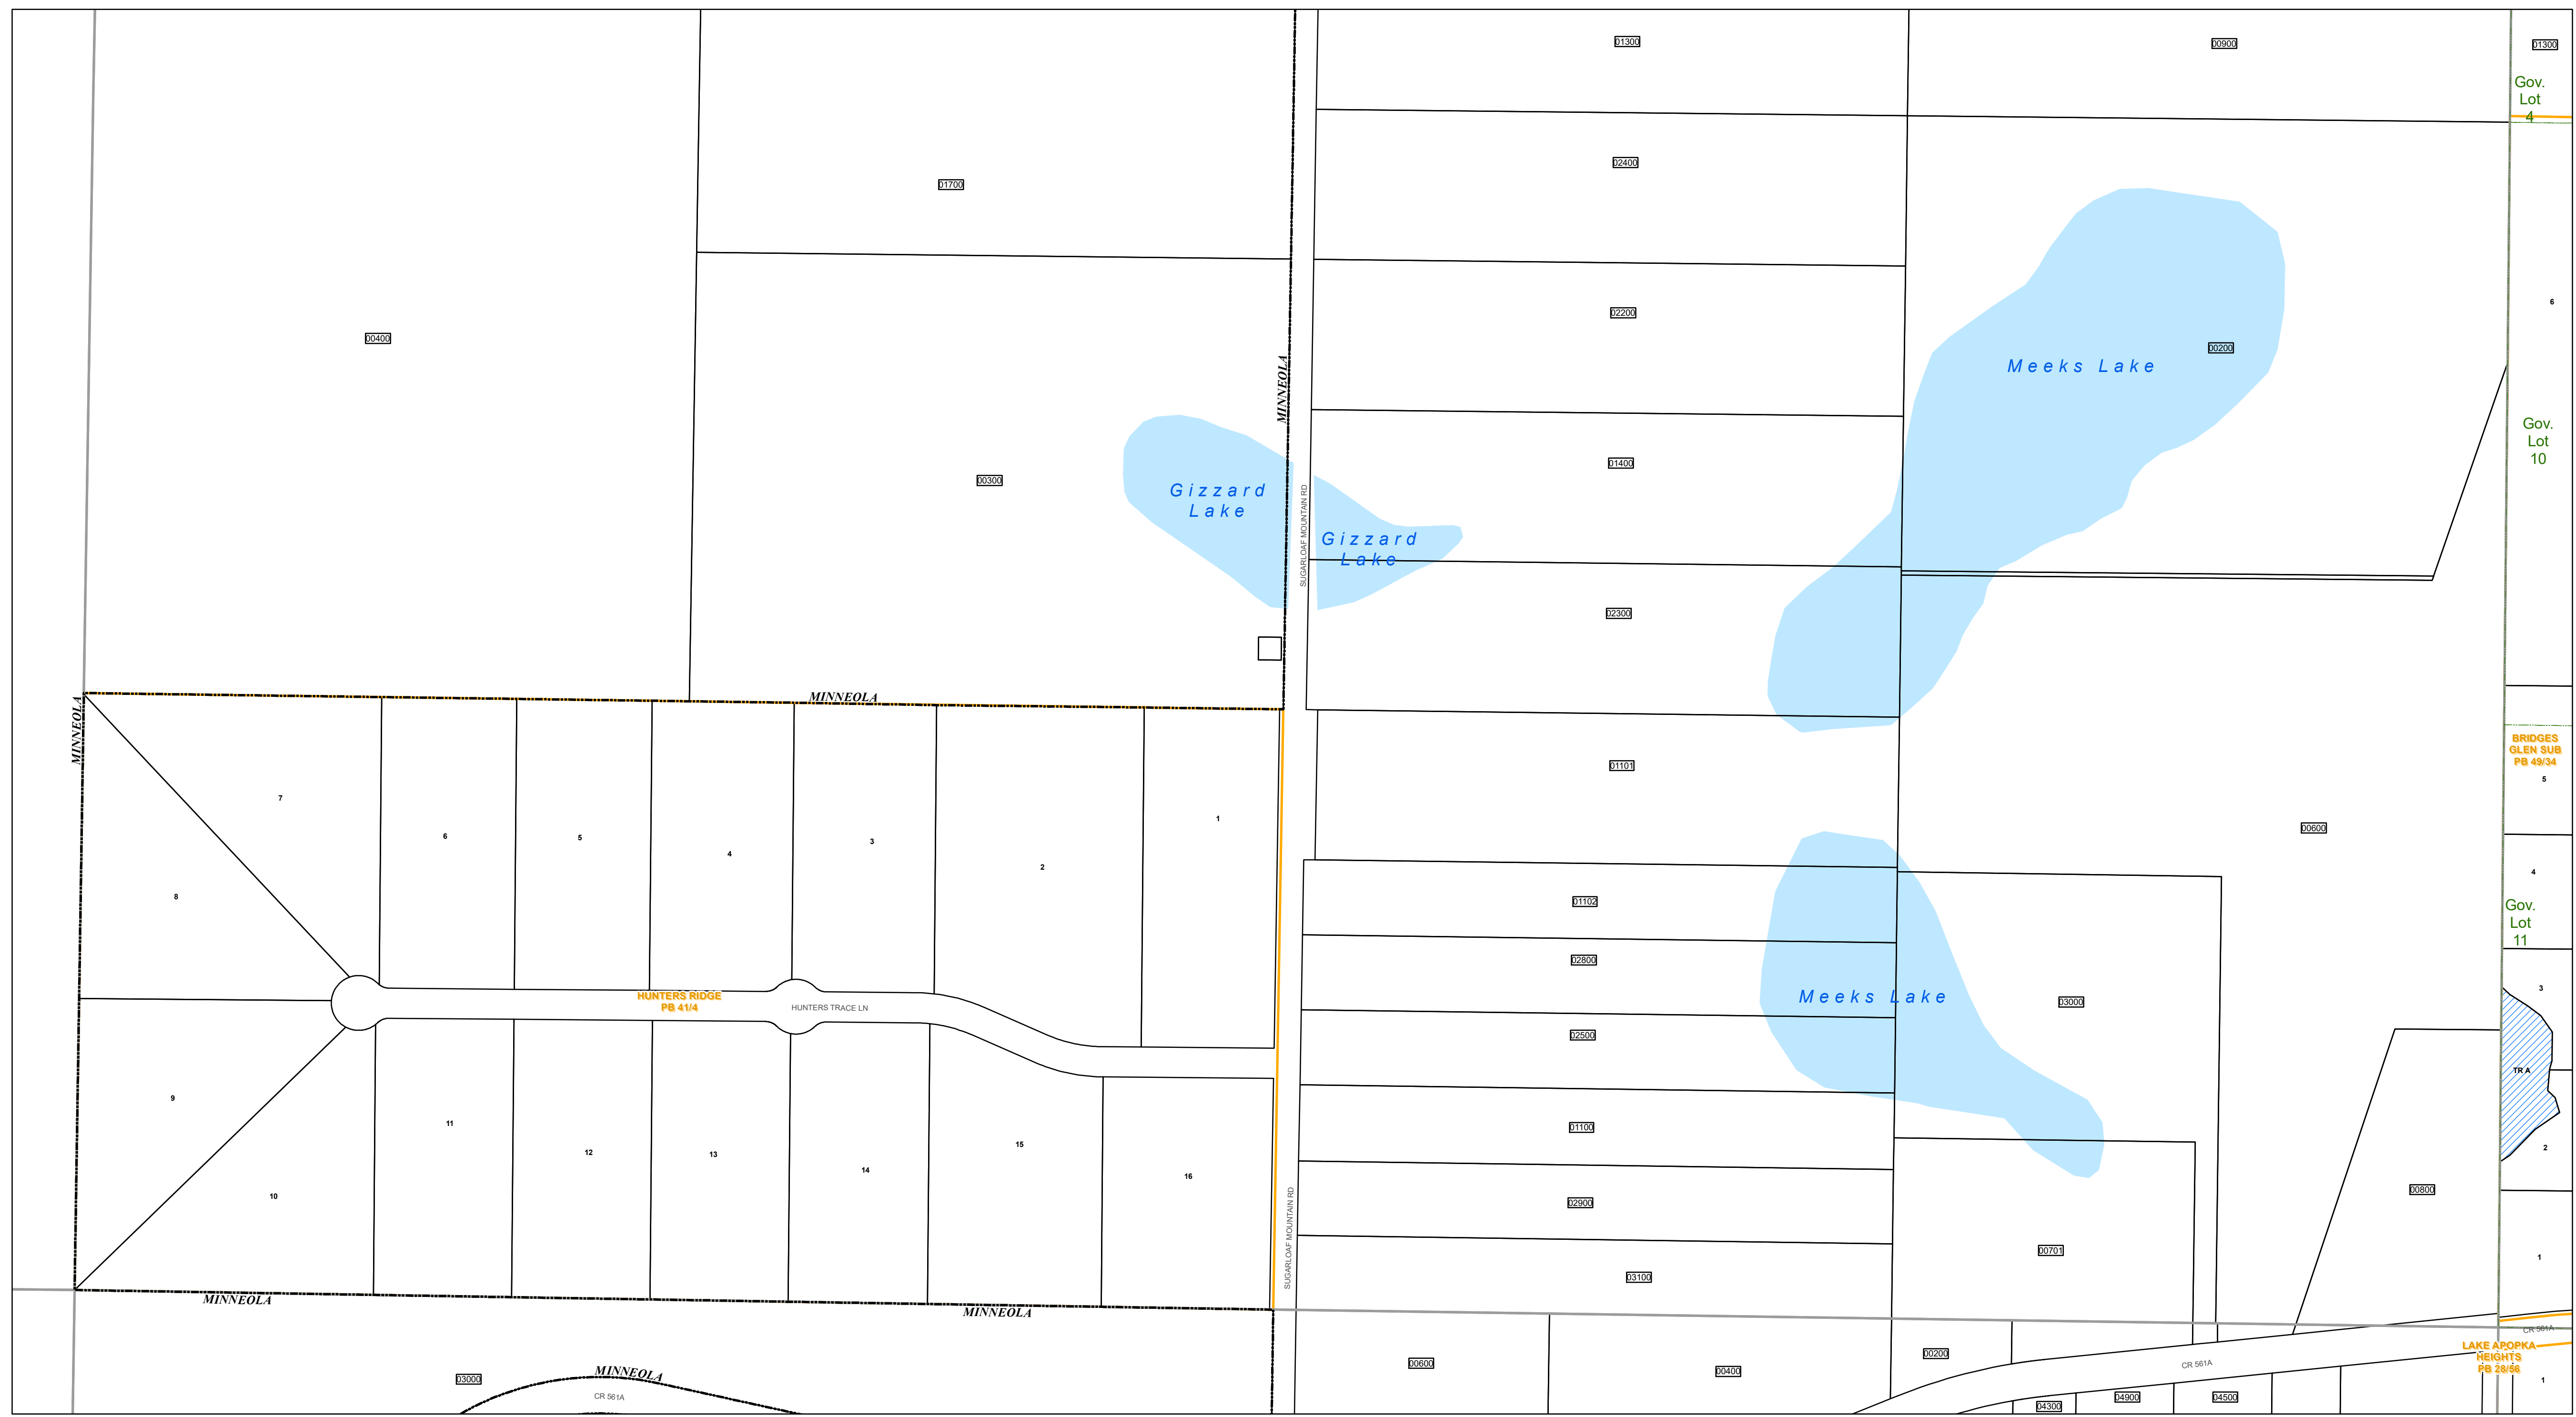 01300
00900
01300
Gov.
Lot
4
02400
01700
6
02200
00400
00200
Meeks Lake
MINNEOLA
Gov.
Lot
10
01400
00300
Gizzard
Lake
SUGARLOAF MOUNTAIN RD
Gizzard
Lake
02300
MINNEOLA
MINNEOLA
BRIDGES
GLEN SUB
PB 49/34
5
01101
7
1
00600
6
5
4
3
2
4
8
01102
Gov.
Lot
11
02800
3
HUNTERS RIDGE
PB 41/4
HUNTERS TRACE LN
Meeks Lake
03000
02500
TR A
9
11
01100
12
13
14
15
16
2
10
00800
02900
SUGARLOAF MOUNTAIN RD
00701
1
03100
MINNEOLA
MINNEOLA
CR 561A
LAKE APOPKA
HEIGHTS
PB 28/56
00600
00400
00200
CR 561A
MINNEOLA
03000
CR 561A
1
04300
04900
04500